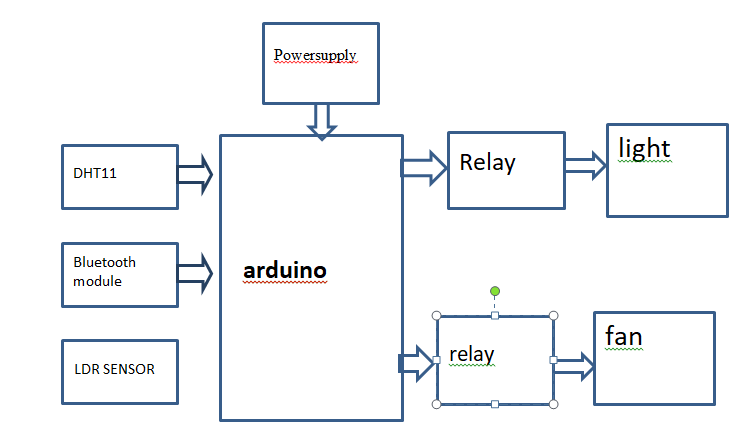 Powersupply
DHT11
Relay
light
Bluetooth
module
arduino
LDR SENSOR
relay
fan